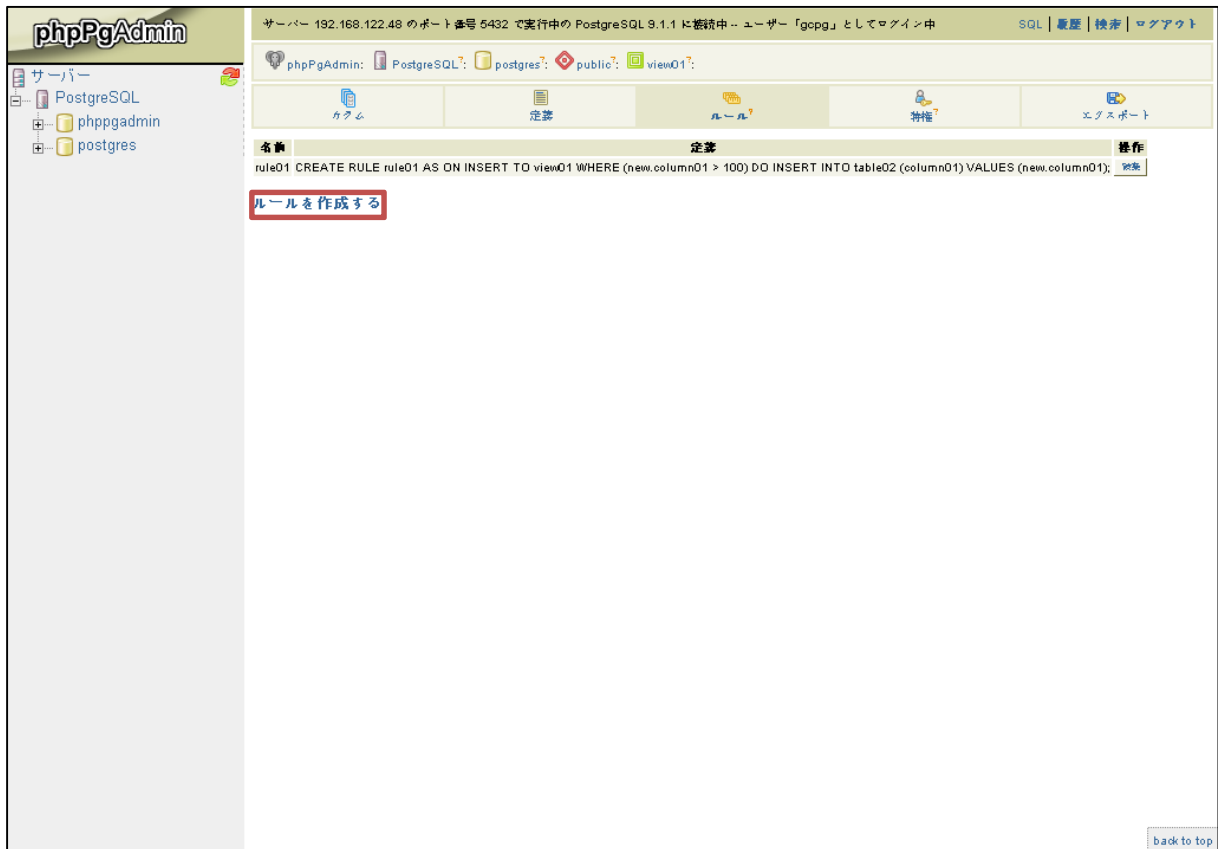 phpPgAdmin
サーバー 192.168.122.48 のポート番号 5432 で実行中の PostgreSQL 9.1.1 に接続中 -- ユーザー「gcpg」としてログイン中
SQL | 履歴 | 検索 | ログアウト
phpPgAdmin: PostgreSQL?: postgres?: public?: view01?:
サーバー
PostgreSQL
phppgadmin
postgres
カラム 定義 ルール? 特権? エクスポート
名前 定義 操作
rule01 CREATE RULE rule01 AS ON INSERT TO view01 WHERE (new.column01 > 100) DO INSERT INTO table02 (column01) VALUES (new.column01); 破棄
ルールを作成する
back to top